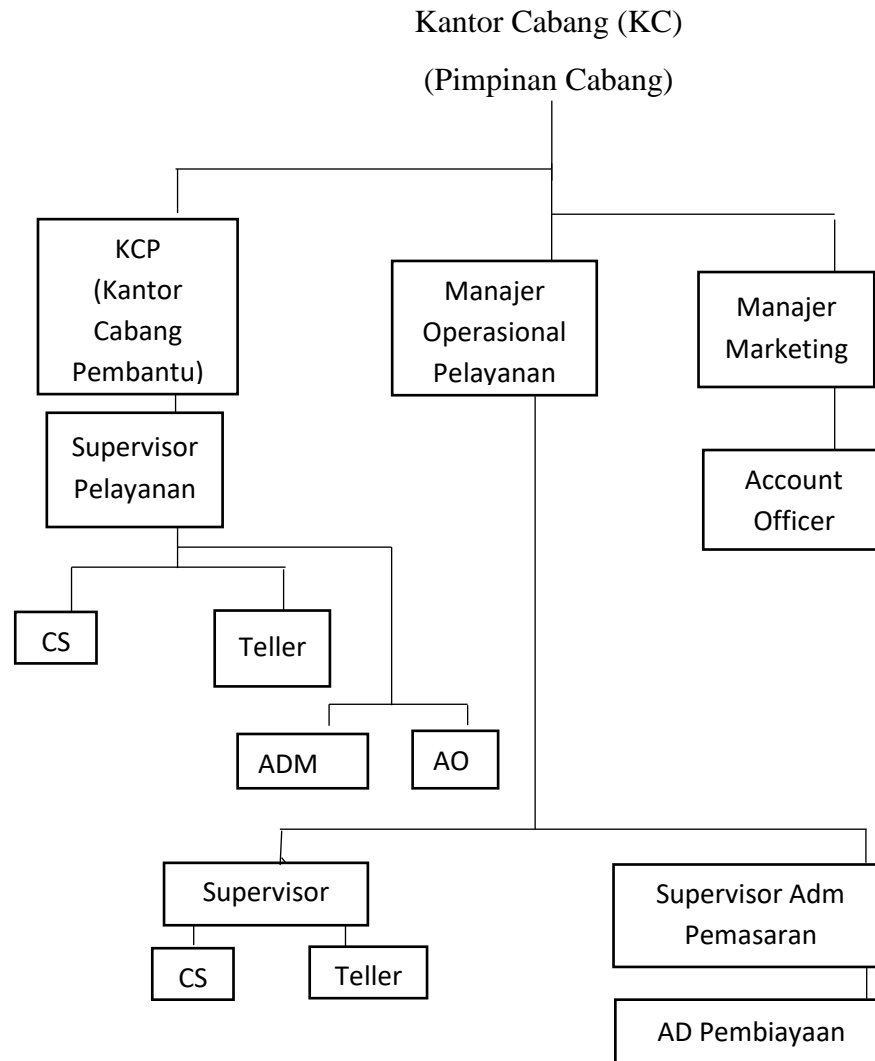 Kantor Cabang (KC)
(Pimpinan Cabang)
KCP
(Kantor
Cabang
Pembantu)
Manajer
Operasional
Pelayanan
Manajer
Marketing
Supervisor
Pelayanan
Account
Officer
CS
Teller
ADM
AO
Supervisor
Supervisor Adm
Pemasaran
CS
Teller
AD Pembiayaan